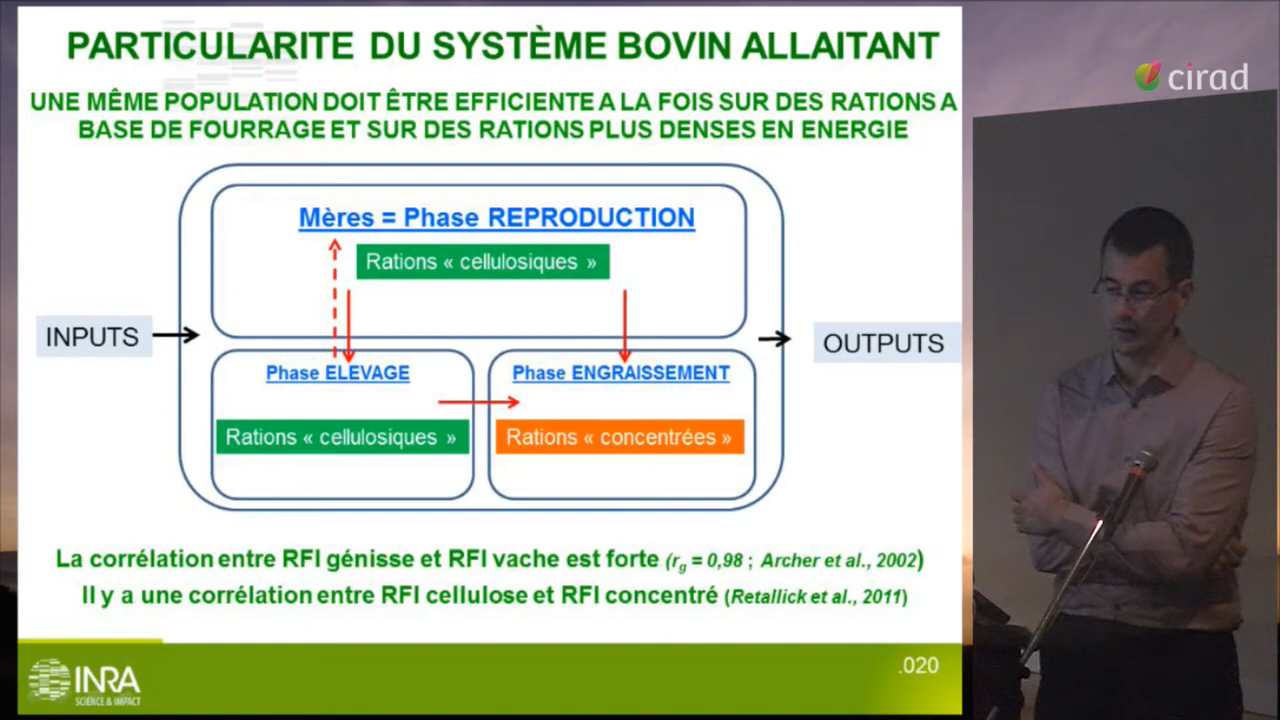 PARTICULARITE DU SYSTÈME BOVIN ALLAITANT
cirad
UNE MÊME POPULATION DOIT ÊTRE EFFICIENTE A LA FOIS SUR DES RATIONS A
BASE DE FOURRAGE ET SUR DES RATIONS PLUS DENSES EN ENERGIE
Mères = Phase REPRODUCTION
Rations « cellulosiques »
INPUTS
OUTPUTS
Phase ELEVAGE
Phase ENGRAISSEMENT
Rations « cellulosiques »
Rations « concentrées »
La corrélation entre RFI génisse et RFI vache est forte (rg = 0,98 ; Archer et al., 2002)
Il y a une corrélation entre RFI cellulose et RFI concentré (Retallick et al., 2011)
INRA
SCIENCE & IMPACT
.020